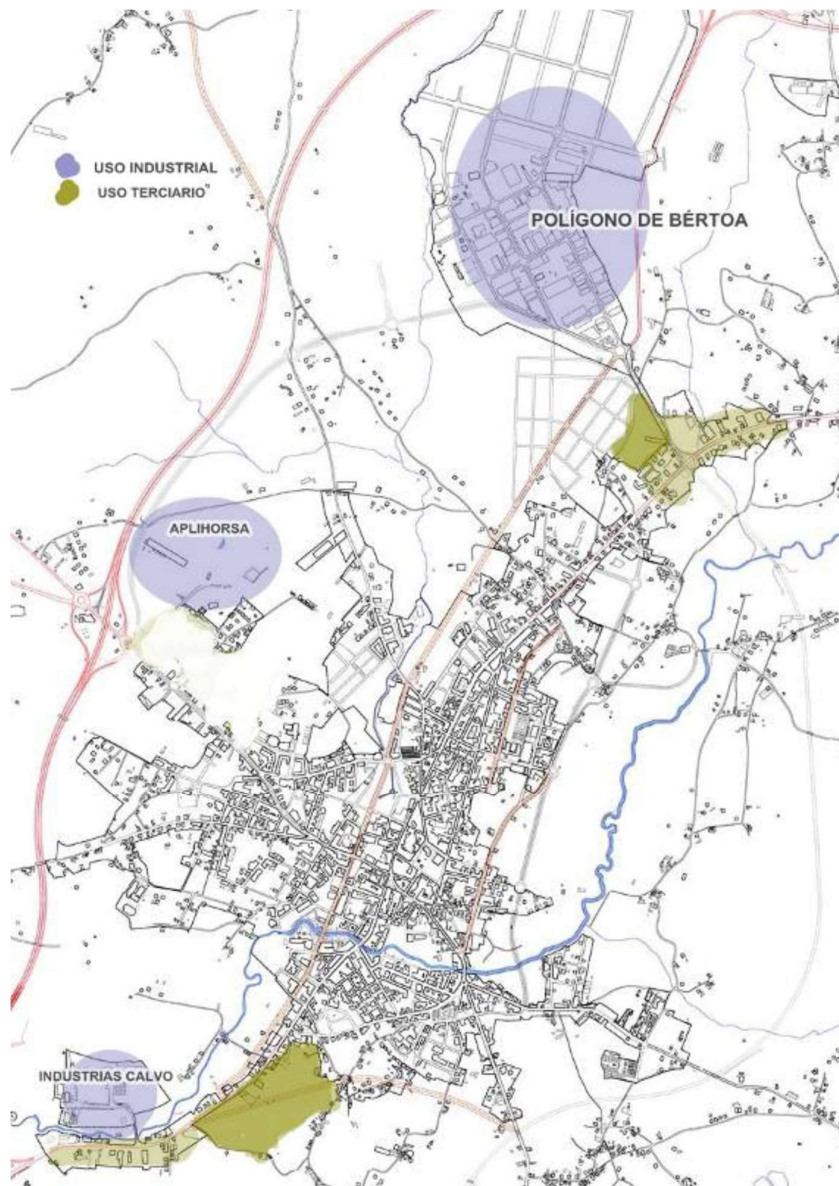 USO INDUSTRIAL
USO TERCIARIO"
POLÍGONO DE BÉRTOA
APLIHORSA
INDUSTRIAS CALVO